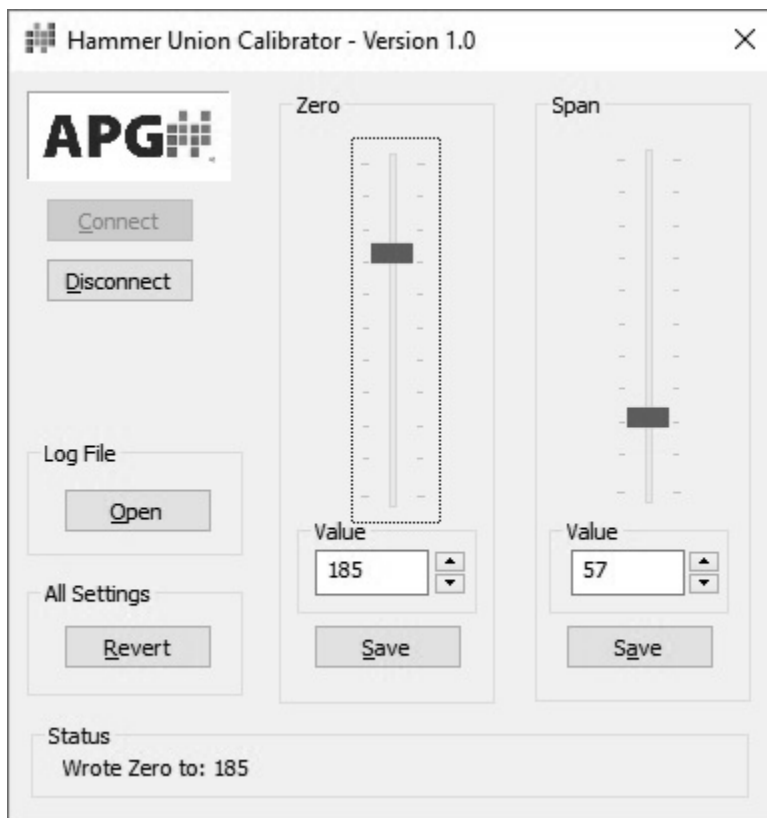 Hammer Union Calibrator - Version 1.0
APG
Connect
Disconnect
Log File
Open
All Settings
Revert
Zero
Value
185
Save
Span
Value
57
Save
Status
Wrote Zero to: 185